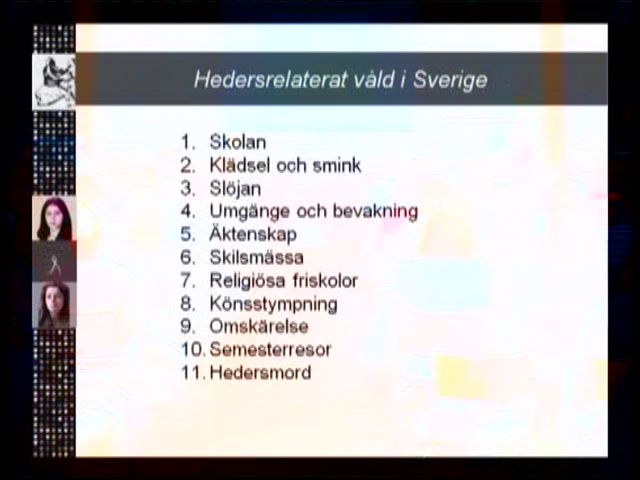 Hedersrelaterat våld i Sverige
1. Skolan
2. Klädsel och smink
3. Slöjan
4. Umgänge och bevakning
5. Äktenskap
6. Skilsmässa
7. Religiösa friskolor
8. Könsstympning
9. Omskärelse
10. Semesterresor
11. Hedersmord